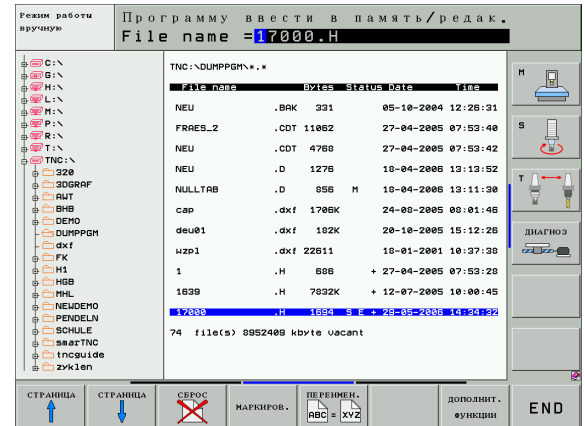 Режим работы вручную
Программу ввести в память/редак.
File name =17000.H
C:\
G:\
H:\
L:\
M:\
P:\
R:\
T:\
TNC:\
320
3DGRAF
AWT
BHB
DEMO
DUMPPGM
dxf
FK
H1
HGB
MHL
NEWDEMO
PENDELN
SCHULE
smarTNC
tncguide
zyklen
TNC:\DUMPPGM\*.*
File name Bytes Status Date Time
NEU .BAK 331 05-10-2004 12:26:31
FRAES_2 .CDT 11062 27-04-2005 07:53:40
NEU .CDT 4768 27-04-2005 07:53:42
NEU .D 1276 18-04-2006 13:13:52
NULLTAB .D 856 M 18-04-2006 13:11:30
cap .dxf 1706K 24-08-2005 08:01:46
deu01 .dxf 182K 20-10-2005 15:12:26
wzpl .dxf 22611 18-01-2001 10:37:38
1 .H 686 + 27-04-2005 07:53:28
1639 .H 7832K + 12-07-2005 10:00:45
17000 .H 1694 S E + 29-05-2006 14:34:32
74 file(s) 8952409 kbyte vacant
M
S
T
ДИАГНОЗ
СТРАНИЦА
СТРАНИЦА
СБРОС
МАРКИРОВ.
ПЕРЕИМЕН.
ABC = XYZ
ДОПОЛНИТ.
ФУНКЦИИ
END